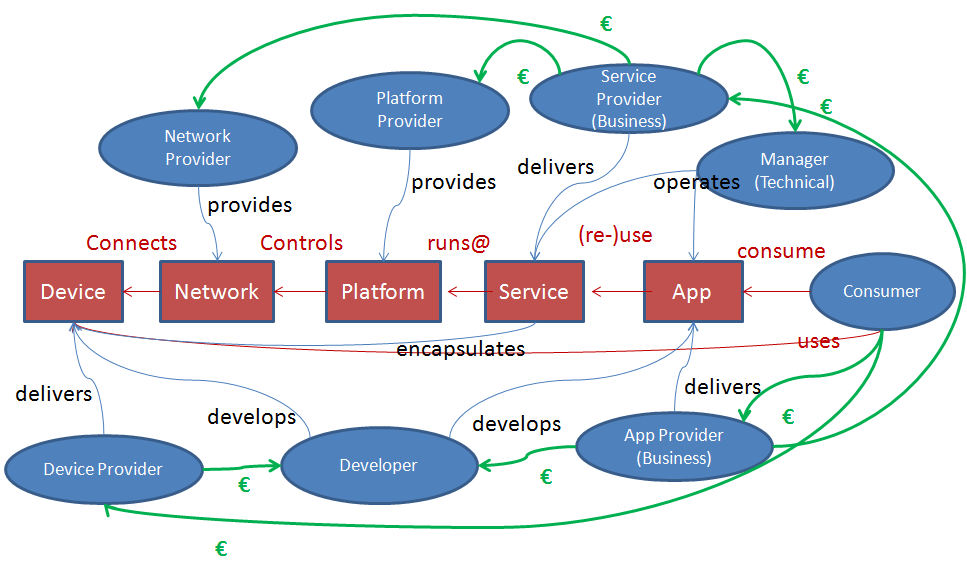 €
Service
Provider
(Business)
Platform
Provider
€
€
€
Network
Provider
Manager
(Technical)
delivers
provides
operates
provides
Connects
Controls
runs@
(re-)use
consume
Device
Network
Platform
Service
App
Consumer
encapsulates
uses
delivers
develops
develops
delivers
€
App Provider
(Business)
Device Provider
Developer
€
€
€